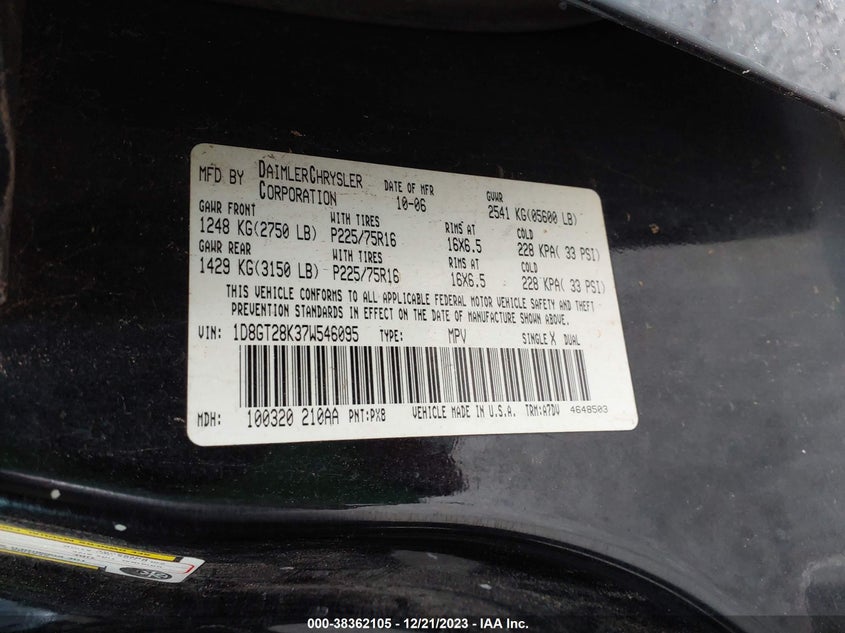 MFD BY DAIMLERCHRYSLER CORPORATION DATE OF MFR 10-06 GVWR 2541 KG(05600 LB)
GAWR FRONT WITH TIRES RIMS AT COLD
1248 KG(2750 LB) P225/75R16 16X6.5 228 KPA( 33 PSI)
GAWR REAR WITH TIRES RIMS AT COLD
1429 KG(3150 LB) P225/75R16 16X6.5 228 KPA( 33 PSI)
THIS VEHICLE CONFORMS TO ALL APPLICABLE FEDERAL MOTOR VEHICLE SAFETY AND THEFT
PREVENTION STANDARDS IN EFFECT ON THE DATE OF MANUFACTURE SHOWN ABOVE.
VIN: 1D8GT28K37W546095 TYPE: MPV SINGLE X DUAL
MDH: 100320 210AA PNT:PXB VEHICLE MADE IN U.S.A. TRM:A7DV 4648503
000-38362105 - 12/21/2023 - IAA Inc.